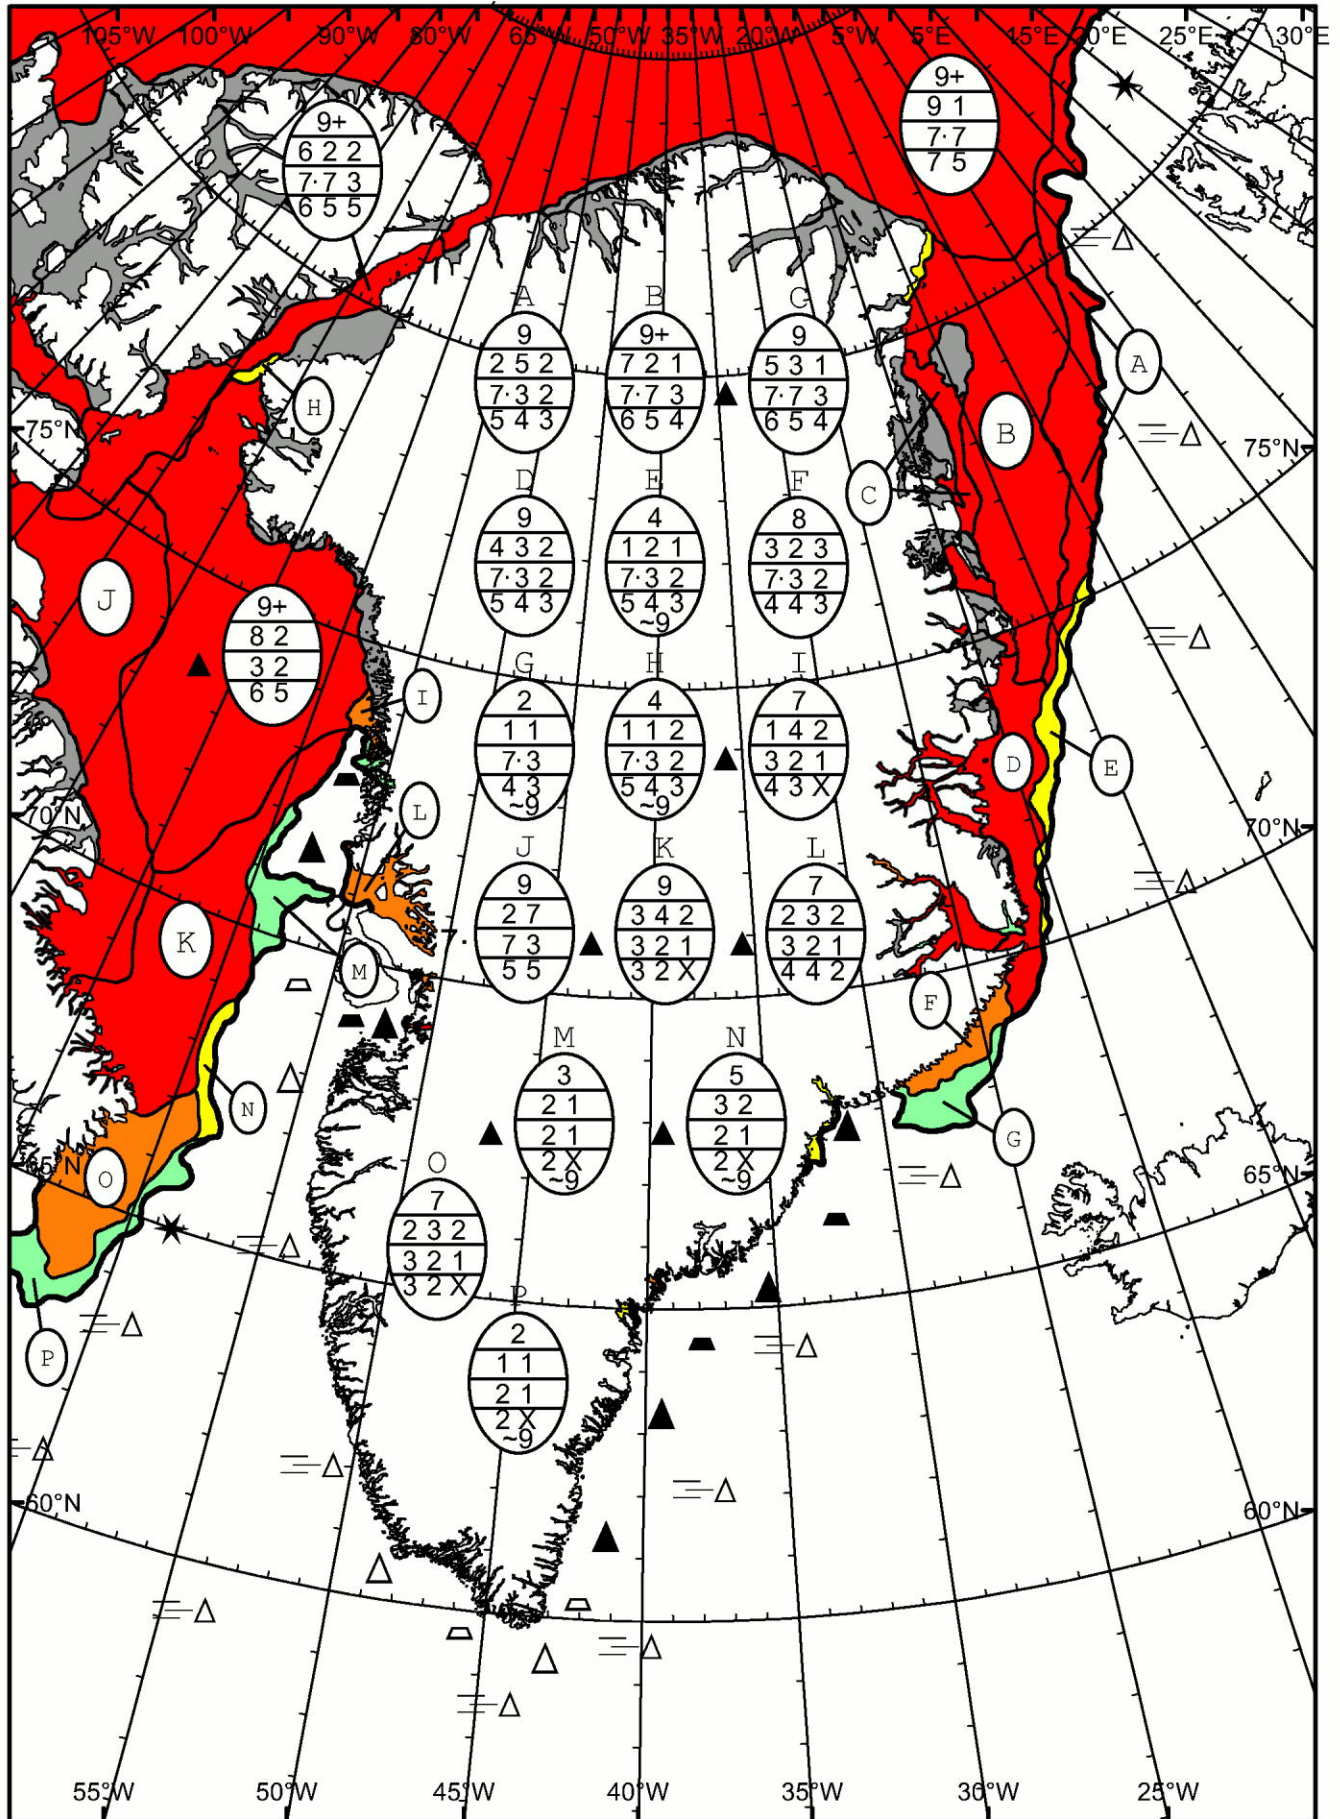 105°W 100°W 90°W 80°W 65°W 50°W 35°W 20°W 5°W 5°E 15°E 20°E 25°E 30°E
9+
9 1
7· 7
7 5
9+
6 2 2
7· 7 3
6 5 5
A B C
9
2 5 2
7· 3 2
5 4 3
9+
7 2 1
7· 7 3
6 5 4
9
5 3 1
7· 7 3
6 5 4
A
H
B
75°N
75°N
C
D E F
9
4 3 2
7· 3 2
5 4 3
4
1 2 1
7· 3 2
5 4 3
~9
8
3 2 3
7· 3 2
4 4 3
J
9+
8 2
3 2
6 5
G H I
2
1 1
7· 3
4 3
~9
4
1 1 2
7· 3 2
5 4 3
~9
7
1 4 2
3 2 1
4 3 X
I
D
E
L
70°N
70°N
J K L
9
2 7
7 3
5 5
9
3 4 2
3 2 1
3 2 X
7
2 3 2
3 2 1
4 4 2
7·
K
M
F
M N
3
2 1
2 1
2 X
~9
5
3 2
2 1
2 X
~9
N
G
65°N
65°N
O
O
7
2 3 2
3 2 1
3 2 X
P
2
1 1
2 1
2 X
~9
P
60°N
60°N
55°W 50°W 45°W 40°W 35°W 30°W 25°W